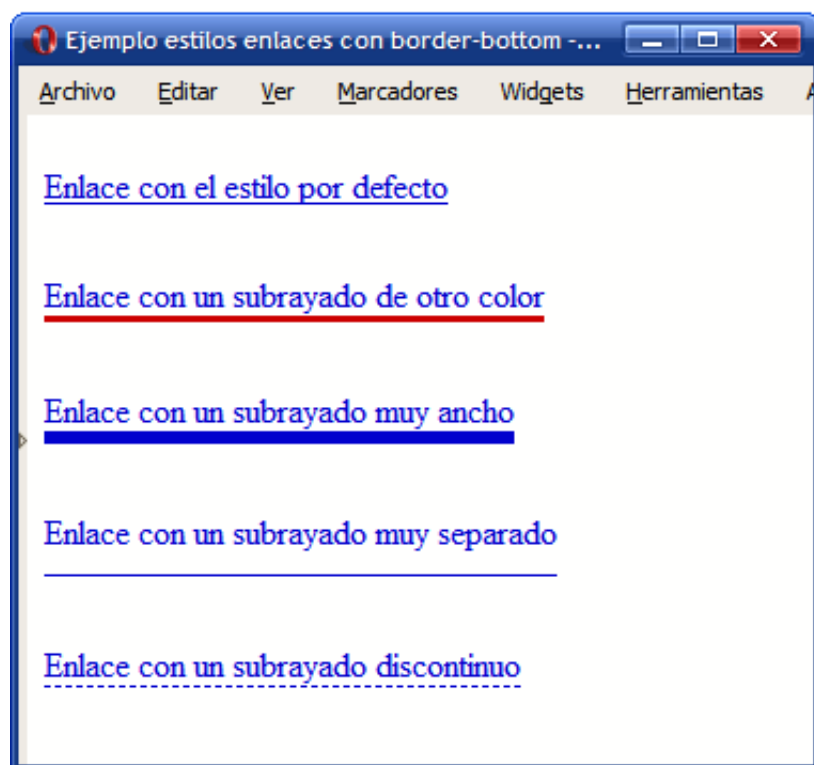 Ejemplo estilos enlaces con border-bottom -...
Archivo Editar Ver Marcadores Widgets Herramientas
Enlace con el estilo por defecto
Enlace con un subrayado de otro color
Enlace con un subrayado muy ancho
Enlace con un subrayado muy separado
Enlace con un subrayado discontinuo